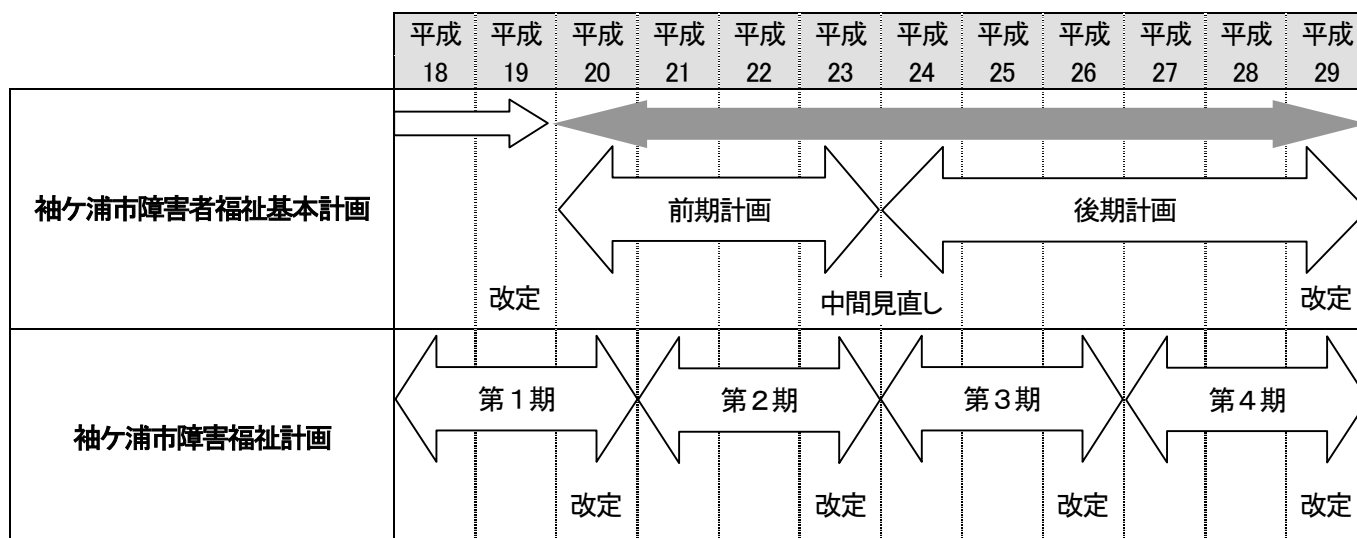 平成 平成 平成 平成 平成 平成 平成 平成 平成 平成 平成 平成
18 19 20 21 22 23 24 25 26 27 28 29
袖ケ浦市障害者福祉基本計画
前期計画 後期計画
改定 中間見直し 改定
袖ケ浦市障害福祉計画
第1期 第2期 第3期 第4期
改定 改定 改定 改定